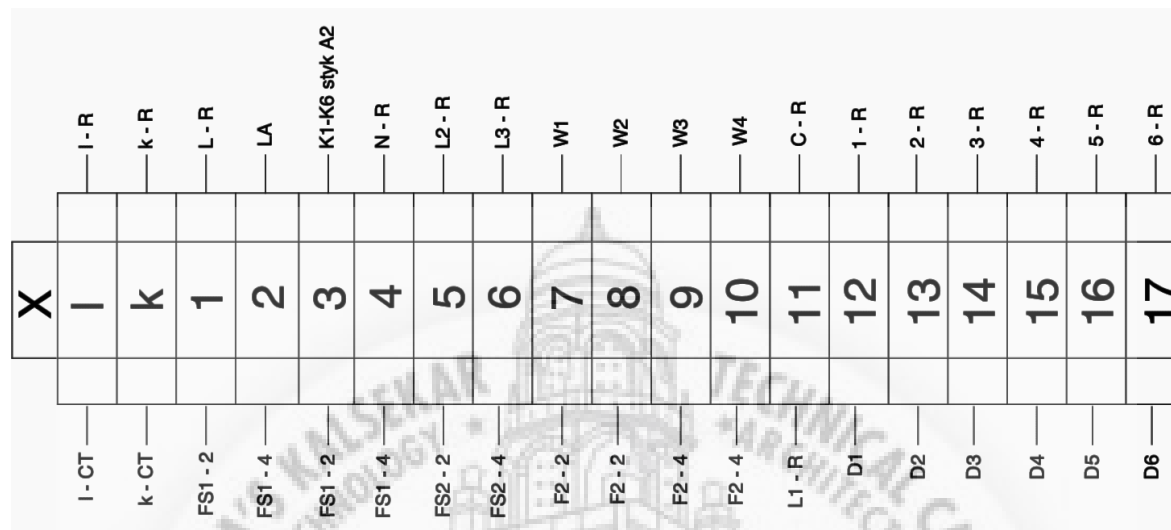 I - R
k - R
L - R
LA
K1-K6 styk A2
N - R
L2 - R
L3 - R
W1
W2
W3
W4
C - R
1 - R
2 - R
3 - R
4 - R
5 - R
6 - R
X
I
k
1
2
3
4
5
6
7
8
9
10
11
12
13
14
15
16
17
I - CT
k - CT
FS1 - 2
FS1 - 4
FS1 - 2
FS1 - 4
FS2 - 2
FS2 - 4
F2 - 2
F2 - 2
F2 - 4
F2 - 4
L1 - R
D1
D2
D3
D4
D5
D6
KALSEKAR
TECHNICAL